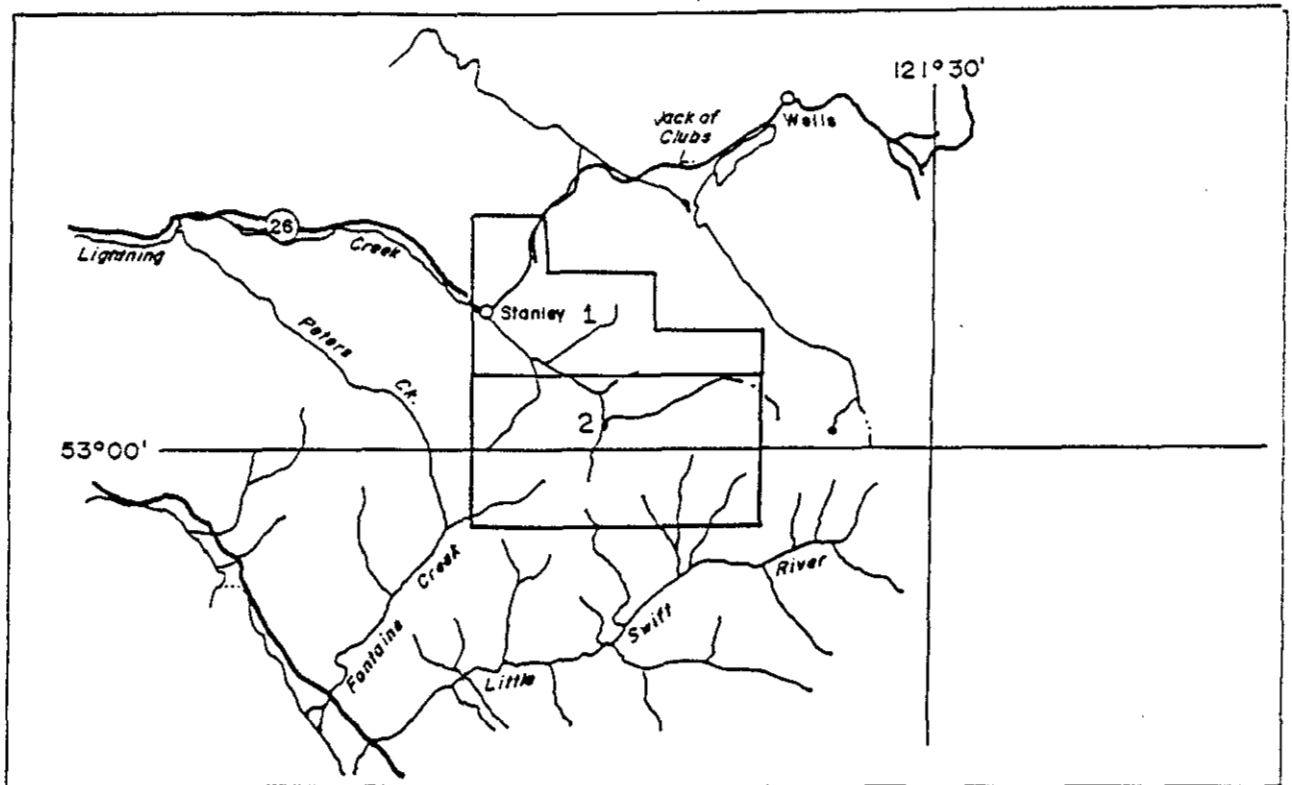 121° 30'
Jack of
Clubs
L.
Wells
26
Lightning
Creek
Stanley 1
Peters
Ck.
2
53° 00'
Fontaine
Creek
River
Swift
Little